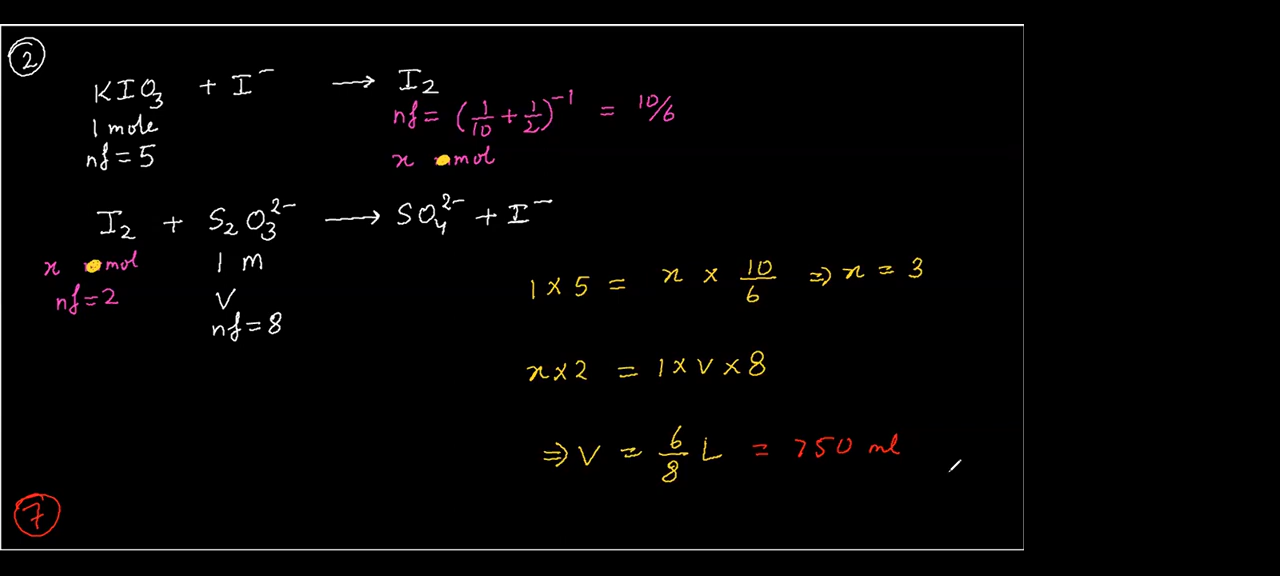 2
KIO₃ + I⁻ → I₂
1 mole
nf = 5
nf = (1/10 + 1/2)⁻¹ = 10/6
x mol
I₂ + S₂O₃²⁻ → SO₄²⁻ + I⁻
x mol
nf = 2
1 M
V
nf = 8
1 × 5 = x × 10/6 ⇒ x = 3
x × 2 = 1 × V × 8
⇒ V = 6/8 L = 750 ml
7